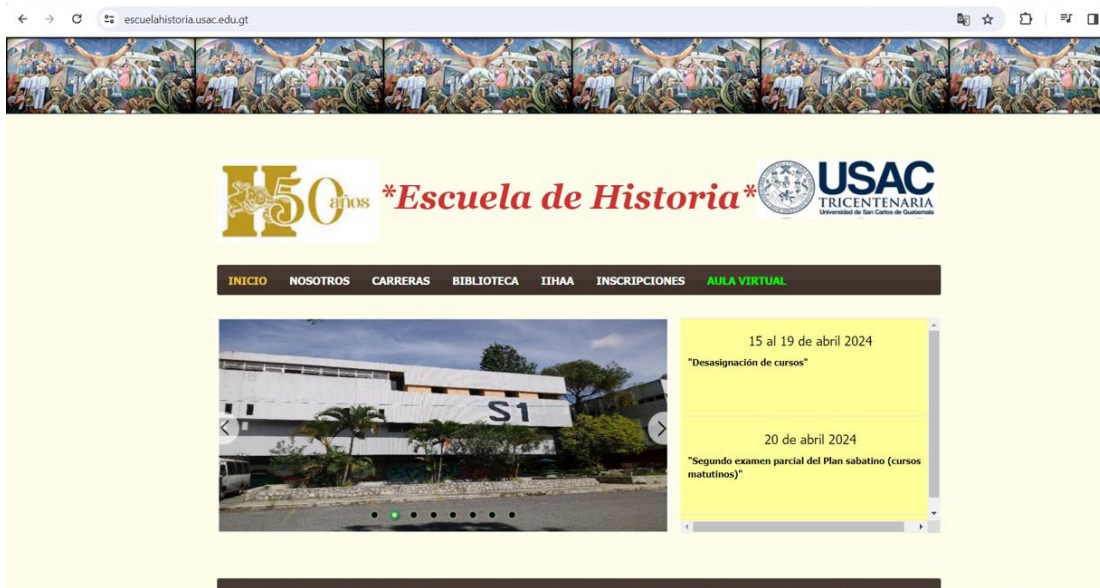 escuelahistoria.usac.edu.gt
H50 años
*Escuela de Historia*
USAC
TRICENTENARIA
Universidad de San Carlos de Guatemala
INICIO NOSOTROS CARRERAS BIBLIOTECA IIHAA INSCRIPCIONES AULA VIRTUAL
S1
15 al 19 de abril 2024
"Desasignación de cursos"
20 de abril 2024
"Segundo examen parcial del Plan sabatino (cursos
matutinos)"